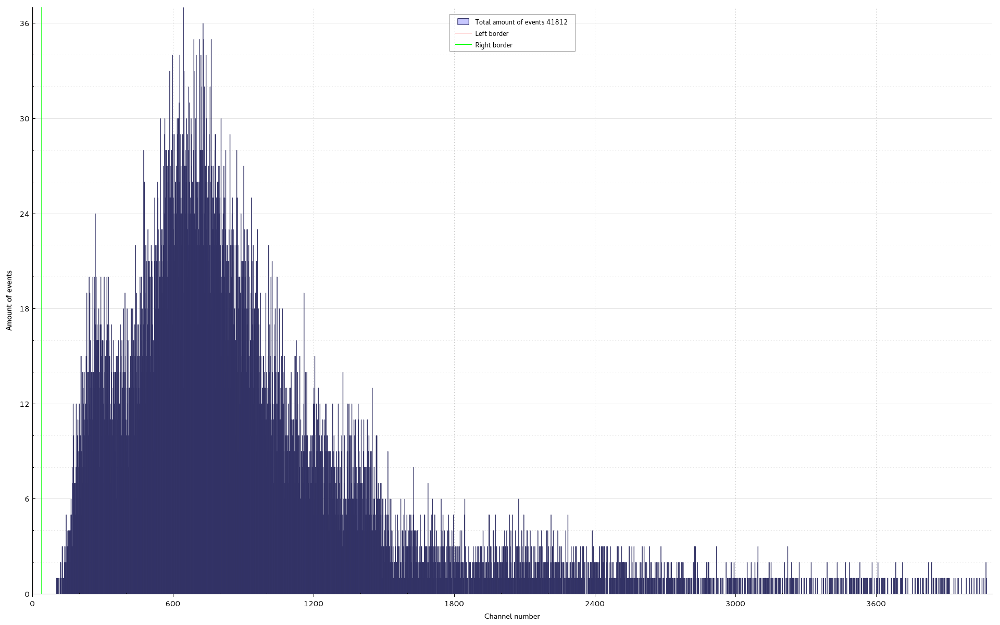 Total amount of events 41812
Left border
Right border
36
30
24
18
12
6
0
Amount of events
0 600 1200 1800 2400 3000 3600
Channel number